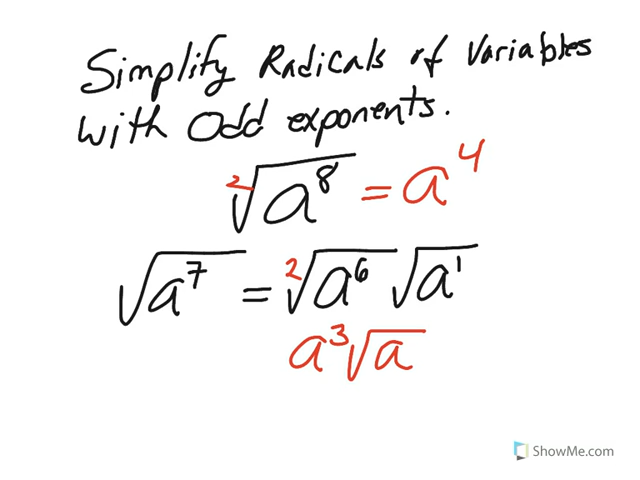 Simplify Radicals of Variables
with Odd exponents.
²√a⁸ = a⁴
√a⁷ = ²√a⁶ √a¹
a³√a
ShowMe.com